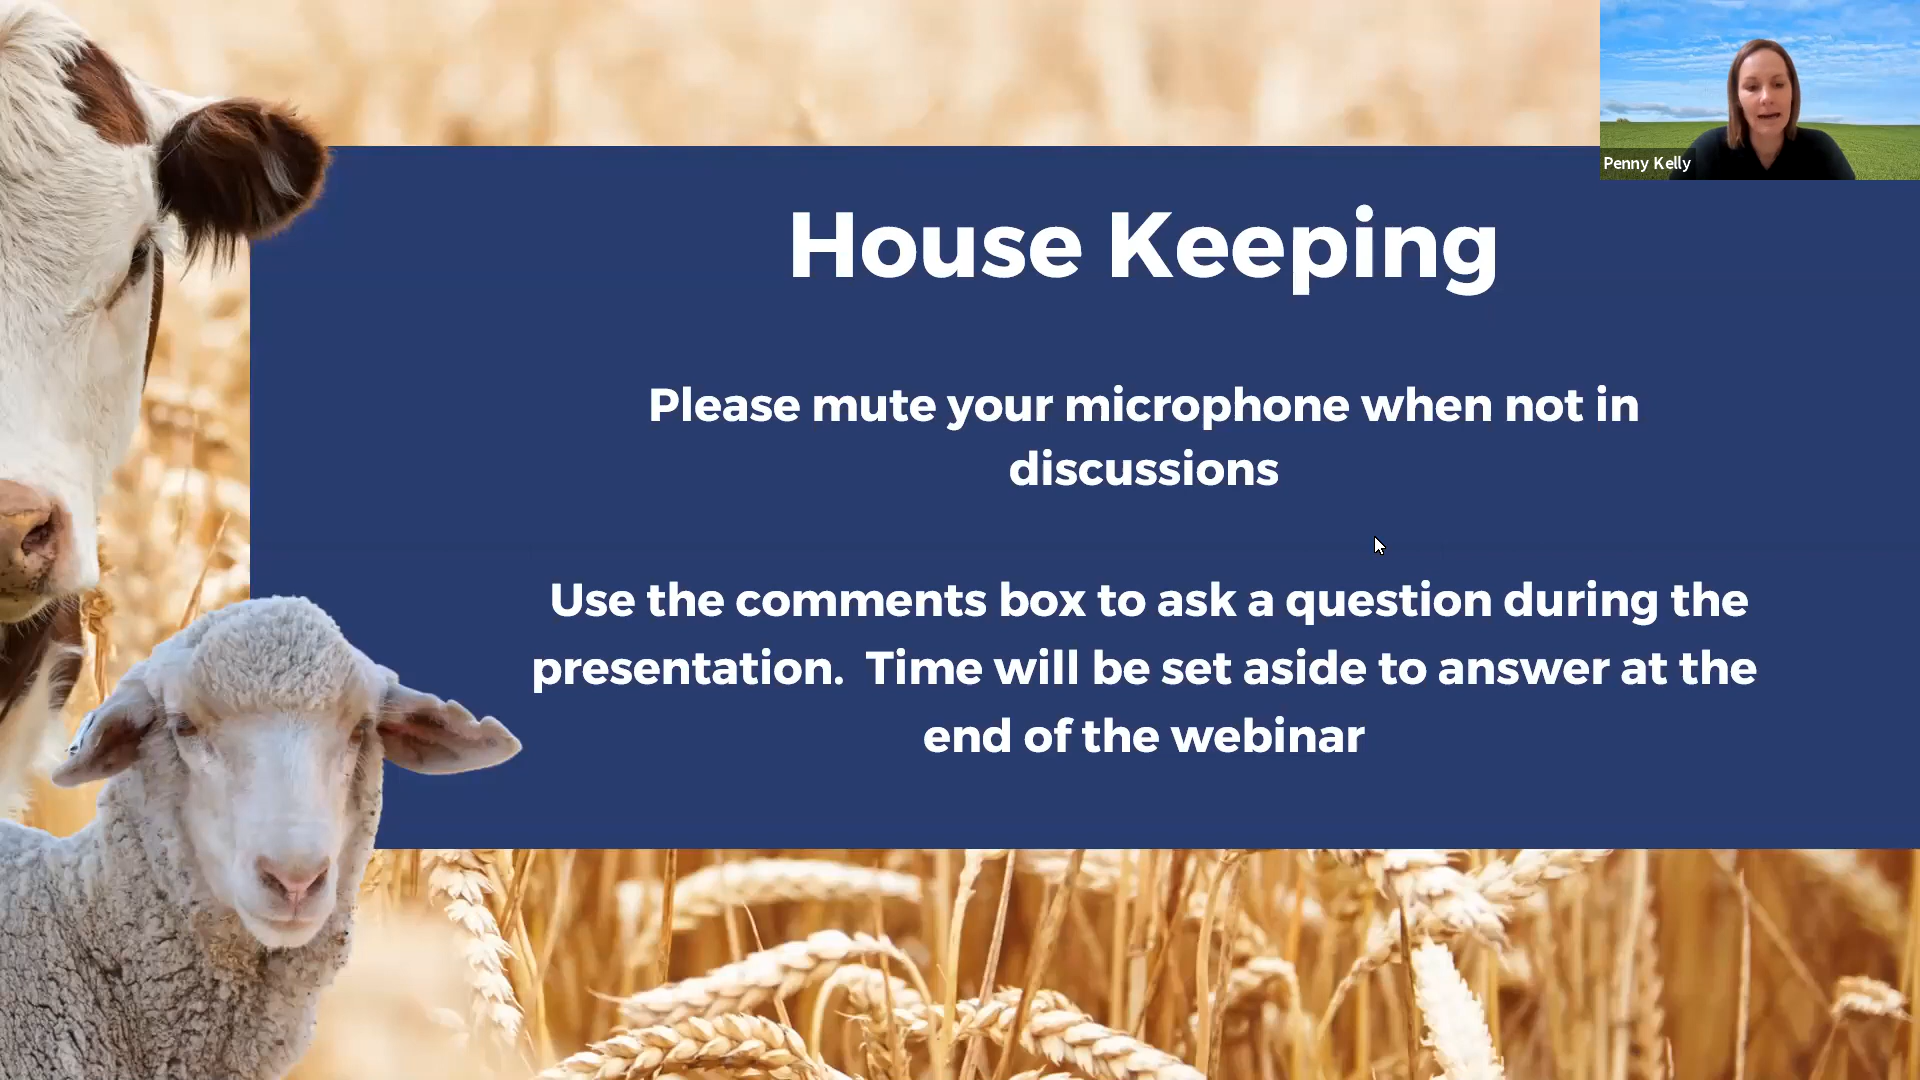 House Keeping
Penny Kelly
Please mute your microphone when not in
discussions
Use the comments box to ask a question during the
presentation.  Time will be set aside to answer at the
end of the webinar